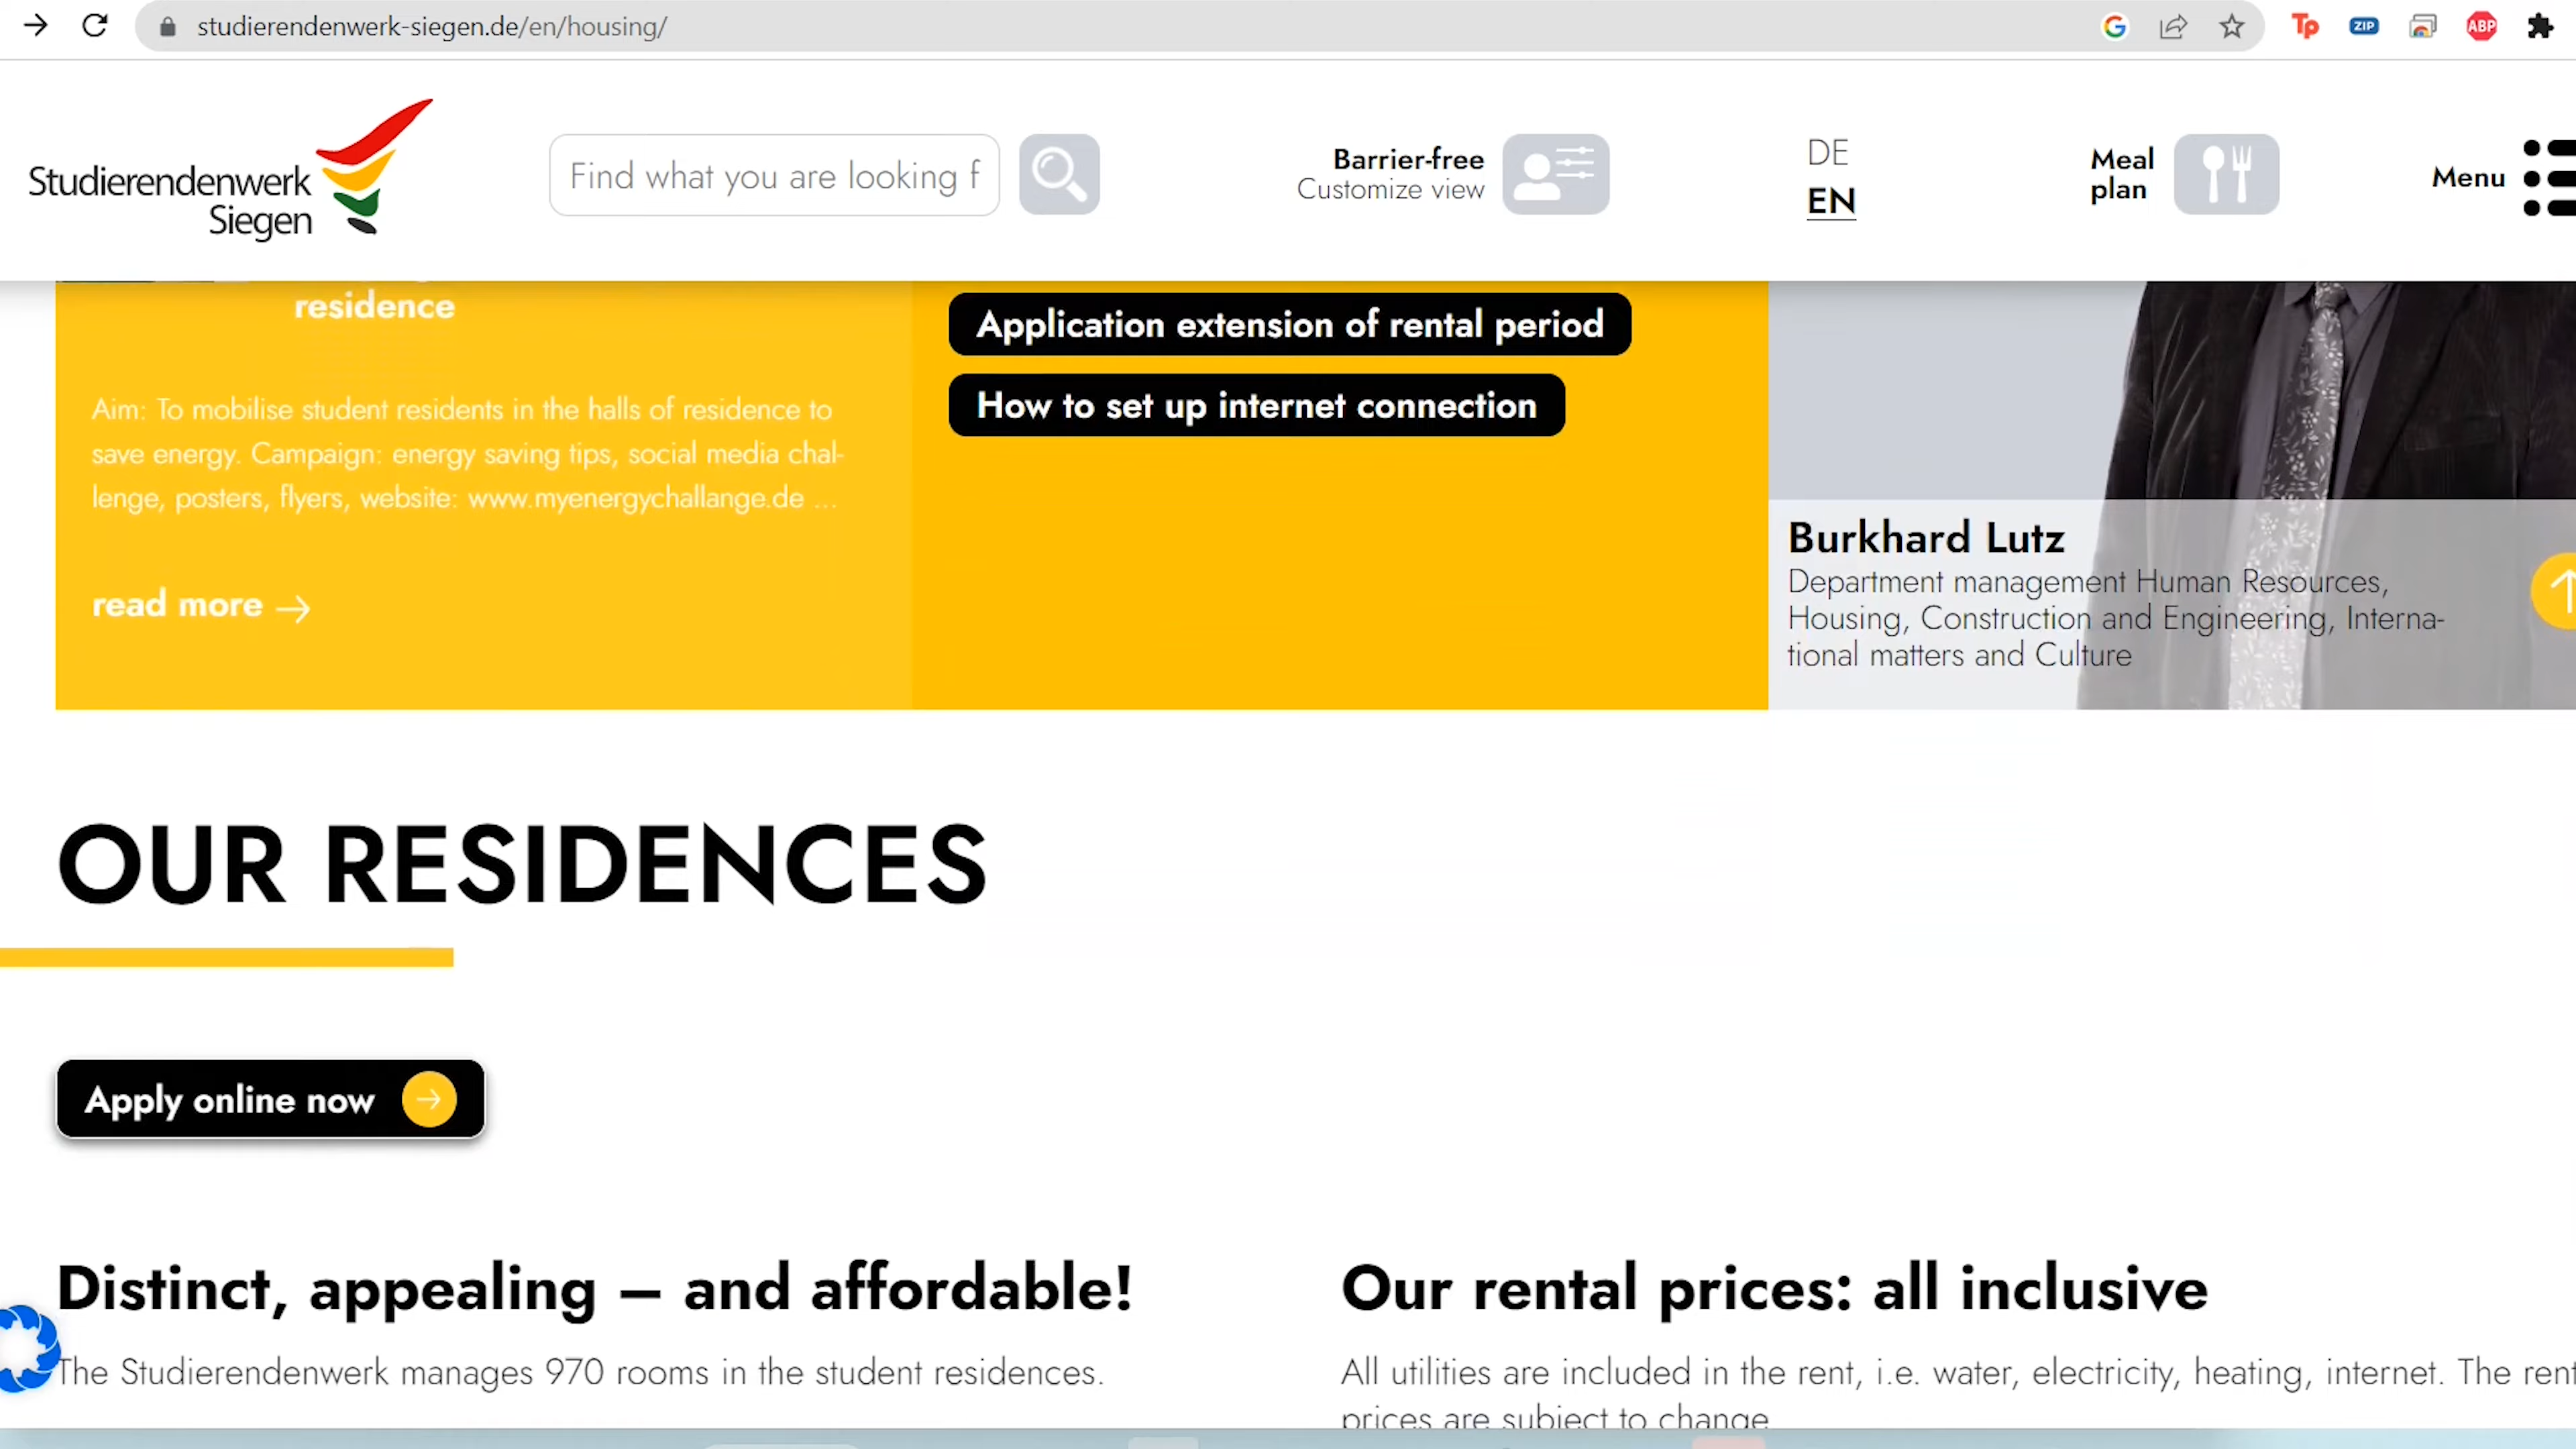 studierendenwerk-siegen.de/en/housing/
Tp
ZIP
ABP
Studierendenwerk
Siegen
Find what you are looking f
Barrier-free
Customize view
DE
EN
Meal
plan
Menu
residence
Aim: To mobilise student residents in the halls of residence to
save energy. Campaign: energy saving tips, social media chal-
lenge, posters, flyers, website: www.myenergychallange.de ...
read more
Application extension of rental period
How to set up internet connection
Burkhard Lutz
Department management Human Resources,
Housing, Construction and Engineering, Interna-
tional matters and Culture
OUR RESIDENCES
Apply online now
Distinct, appealing – and affordable!
The Studierendenwerk manages 970 rooms in the student residences.
Our rental prices: all inclusive
All utilities are included in the rent, i.e. water, electricity, heating, internet. The rent
prices are subject to change